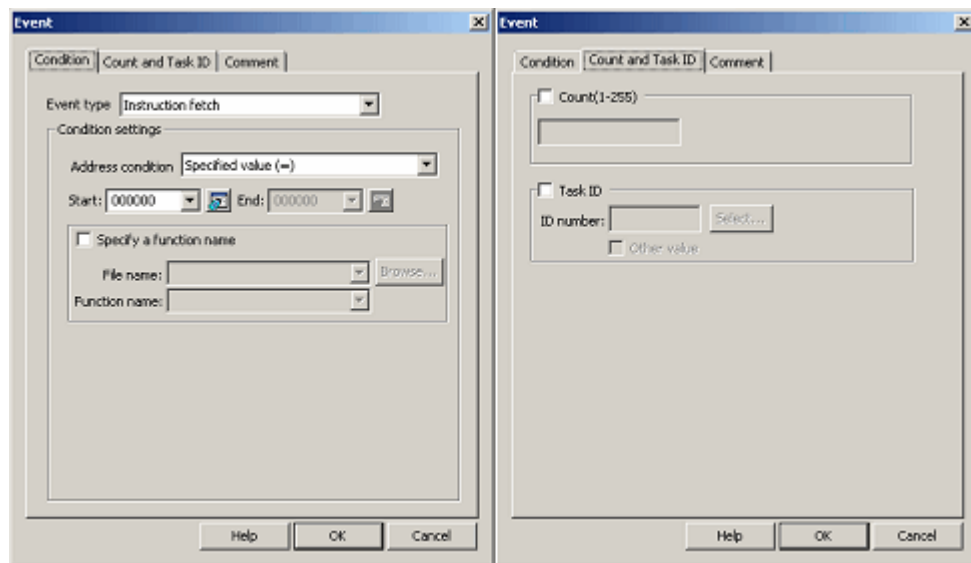 Event
Condition Count and Task ID Comment
Event type Instruction fetch
Condition settings
Address condition Specified value (=)
Start: 000000 End: 000000
Specify a function name
File name: Browse...
Function name:
Help OK Cancel
Event
Condition Count and Task ID Comment
Count(1-255)
Task ID
ID number: Select...
Other value
Help OK Cancel